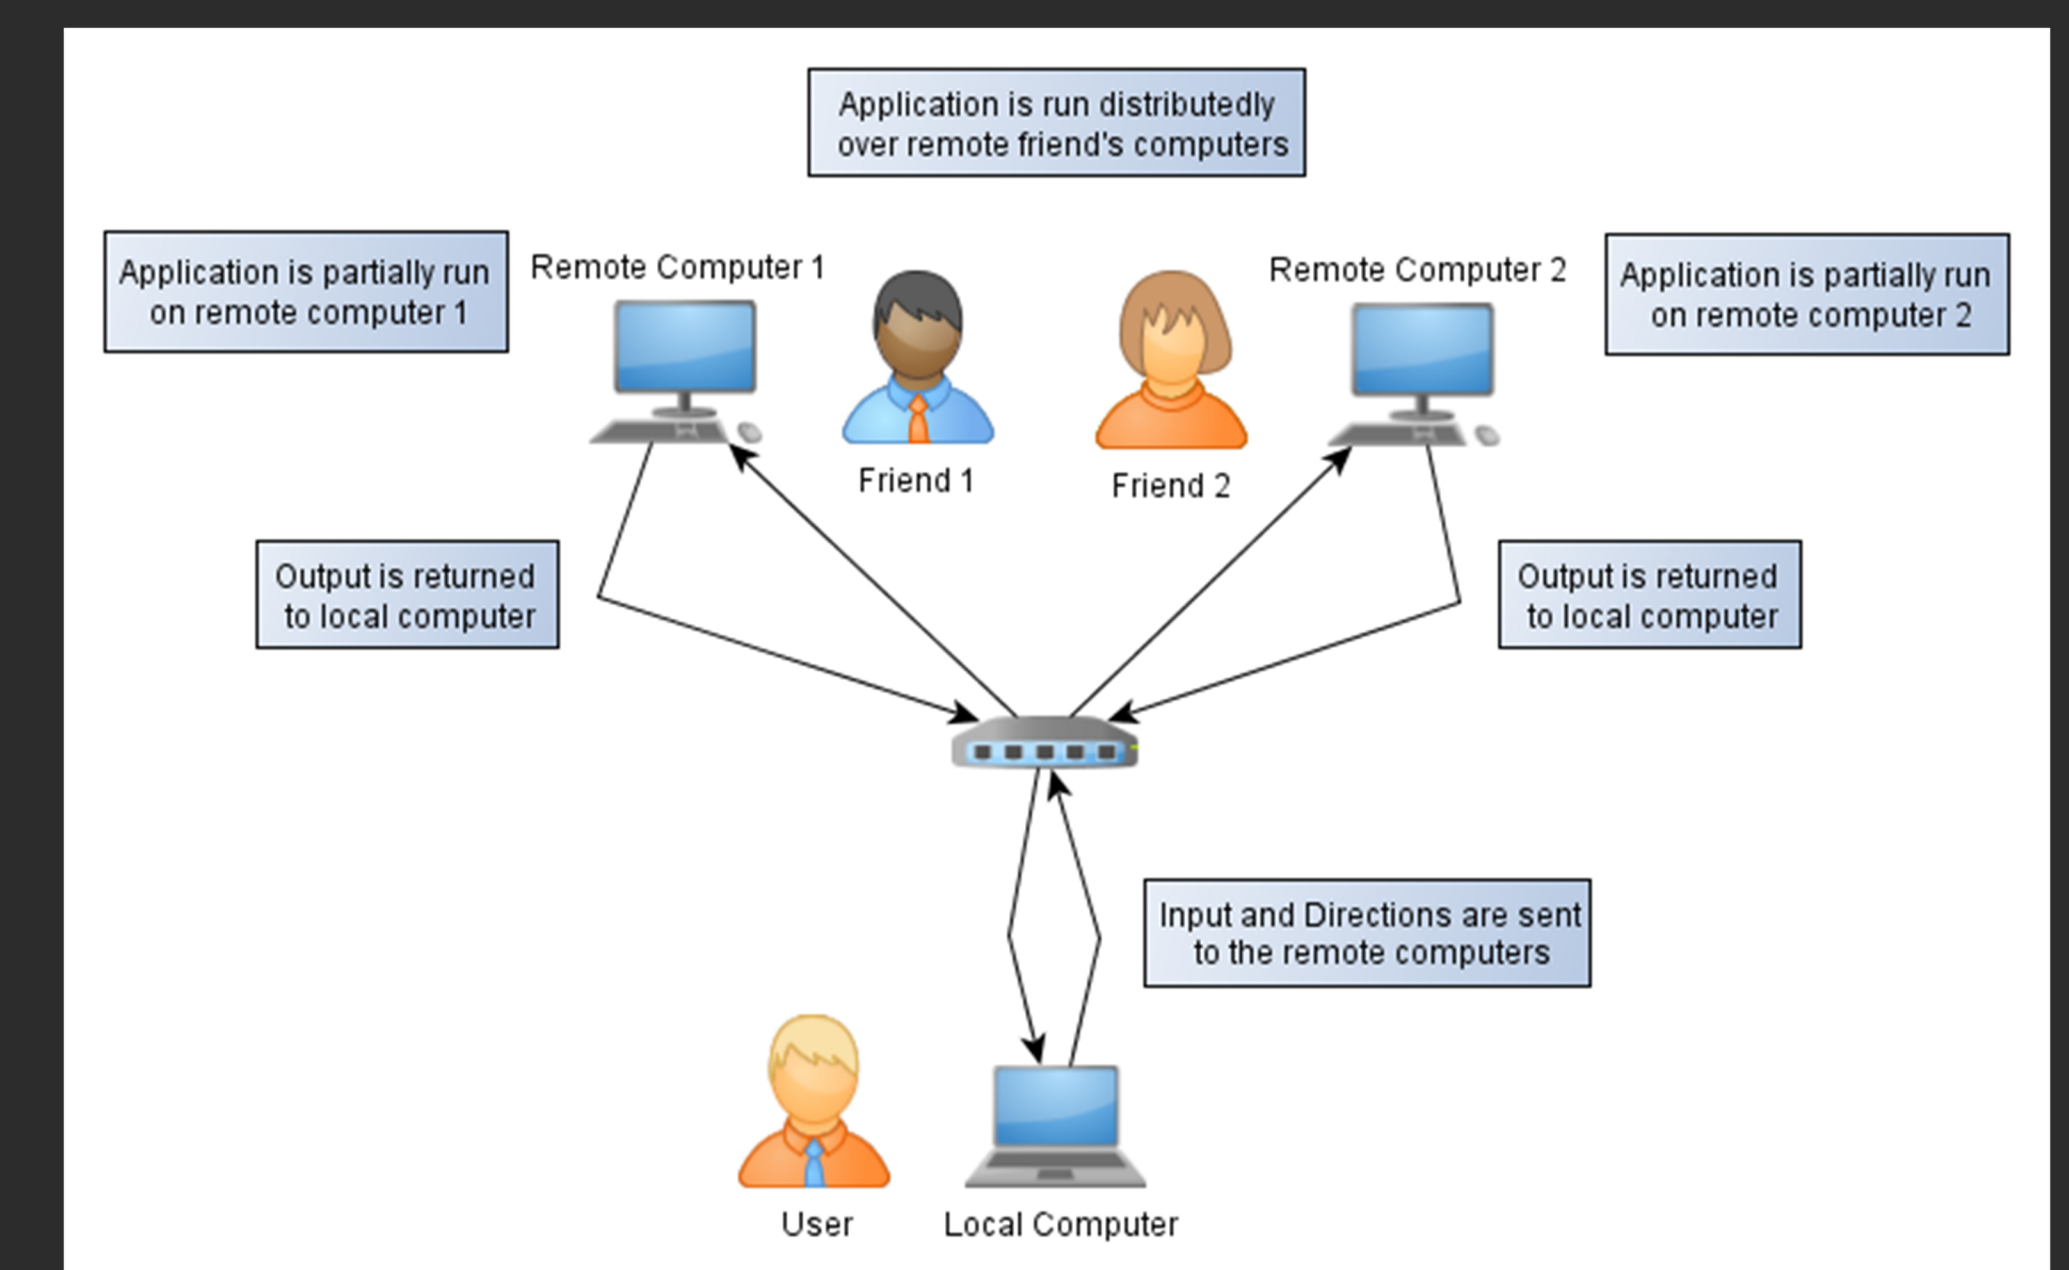 Application is run distributedly
over remote friend's computers
Application is partially run
on remote computer 1
Remote Computer 1
Remote Computer 2
Application is partially run
on remote computer 2
Friend 1
Friend 2
Output is returned
to local computer
Output is returned
to local computer
Input and Directions are sent
to the remote computers
User
Local Computer